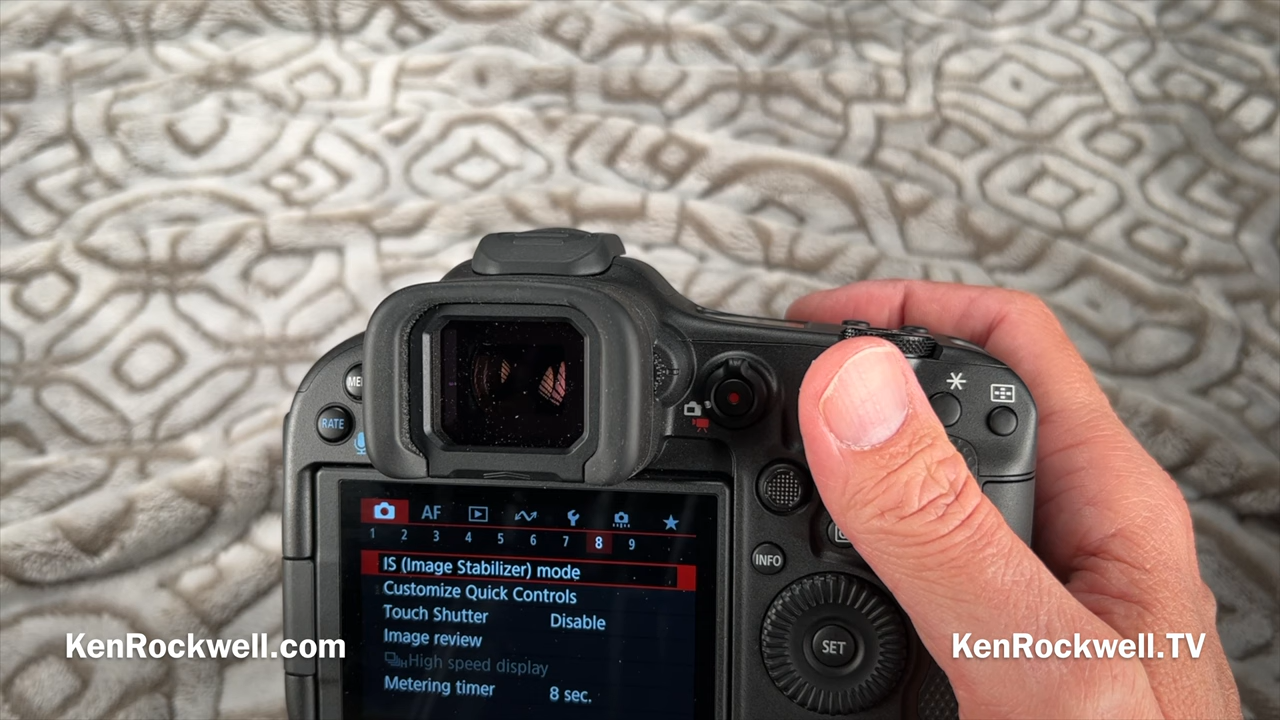 MEN
RATE
AF
1 2 3 4 5 6 7 8 9
IS (Image Stabilizer) mode
Customize Quick Controls
Touch Shutter Disable
Image review
High speed display
Metering timer 8 sec.
INFO
SET
KenRockwell.com
KenRockwell.TV